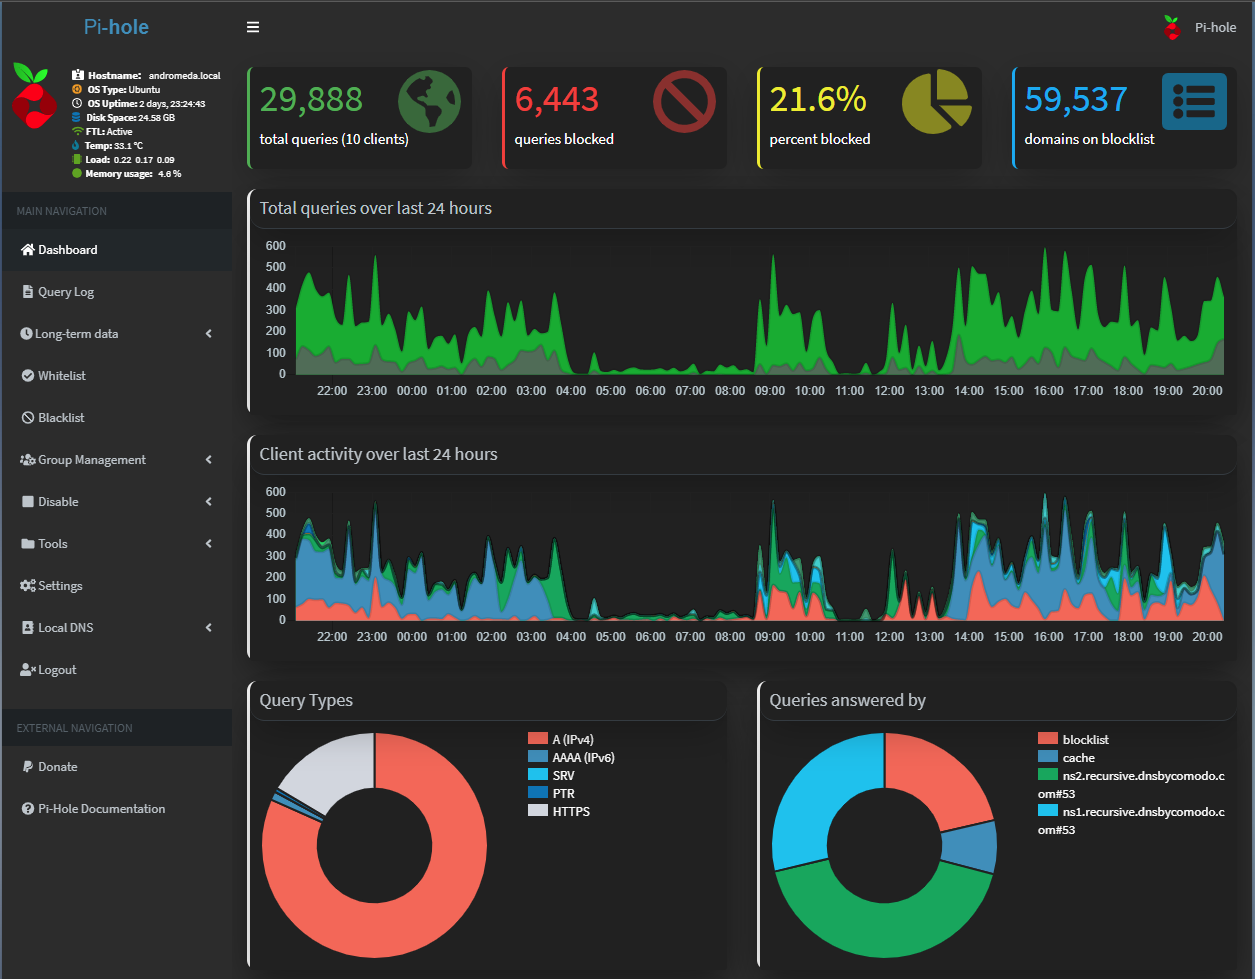 Pi-hole
Pi-hole
Hostname: andromeda.local
OS Type: Ubuntu
OS Uptime: 2 days, 23:24:43
Disk Space: 24.58 GB
FTL: Active
Temp: 33.1 °C
Load: 0.22 0.17 0.09
Memory usage: 4.6 %
MAIN NAVIGATION
Dashboard
Query Log
Long-term data
Whitelist
Blacklist
Group Management
Disable
Tools
Settings
Local DNS
Logout
EXTERNAL NAVIGATION
Donate
Pi-Hole Documentation
29,888
total queries (10 clients)
6,443
queries blocked
21.6%
percent blocked
59,537
domains on blocklist
Total queries over last 24 hours
600
500
400
300
200
100
0
22:00 23:00 00:00 01:00 02:00 03:00 04:00 05:00 06:00 07:00 08:00 09:00 10:00 11:00 12:00 13:00 14:00 15:00 16:00 17:00 18:00 19:00 20:00
Client activity over last 24 hours
600
500
400
300
200
100
0
22:00 23:00 00:00 01:00 02:00 03:00 04:00 05:00 06:00 07:00 08:00 09:00 10:00 11:00 12:00 13:00 14:00 15:00 16:00 17:00 18:00 19:00 20:00
Query Types
A (IPv4)
AAAA (IPv6)
SRV
PTR
HTTPS
Queries answered by
blocklist
cache
ns2.recursive.dnsbycomodo.c
om#53
ns1.recursive.dnsbycomodo.c
om#53